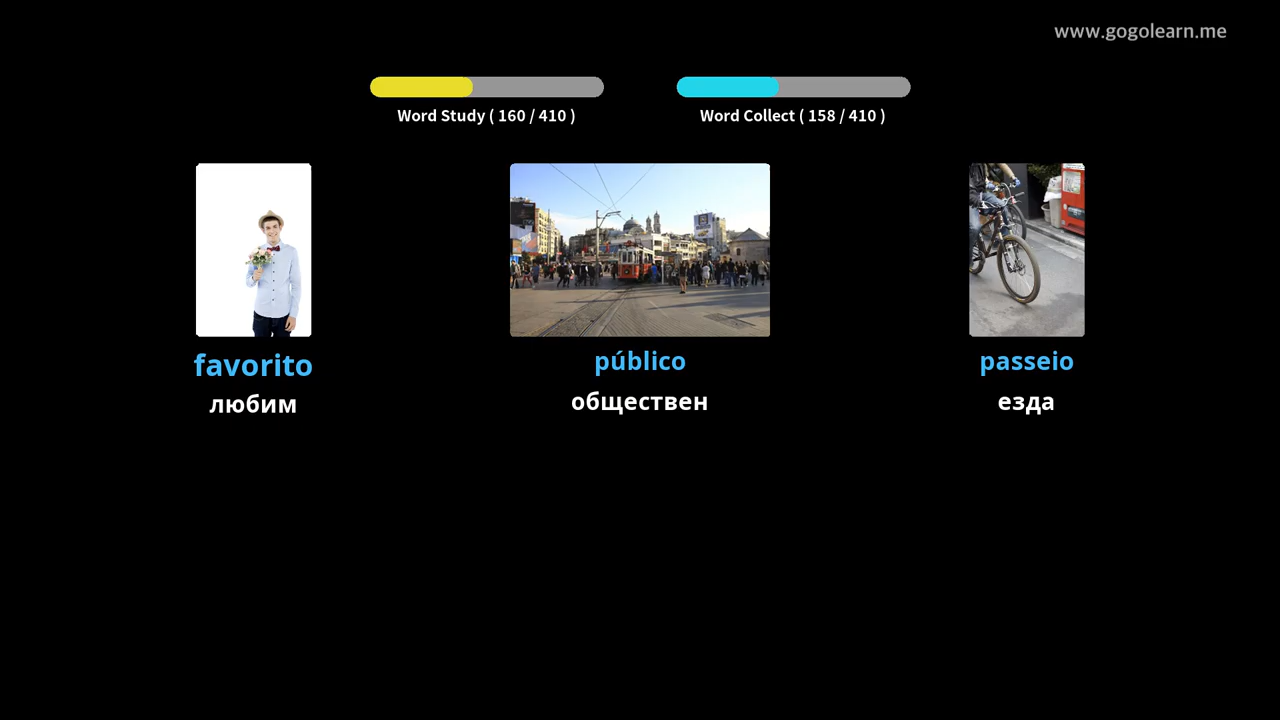 www.gogolearn.me
Word Study ( 160 / 410 )
Word Collect ( 158 / 410 )
favorito
público
passeio
любим
обществен
езда